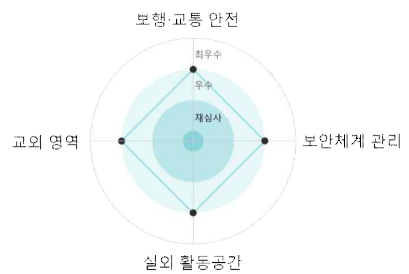 보행·교통 안전
최우수
우수
재심사
교외 영역
보안체계 관리
실외 활동공간